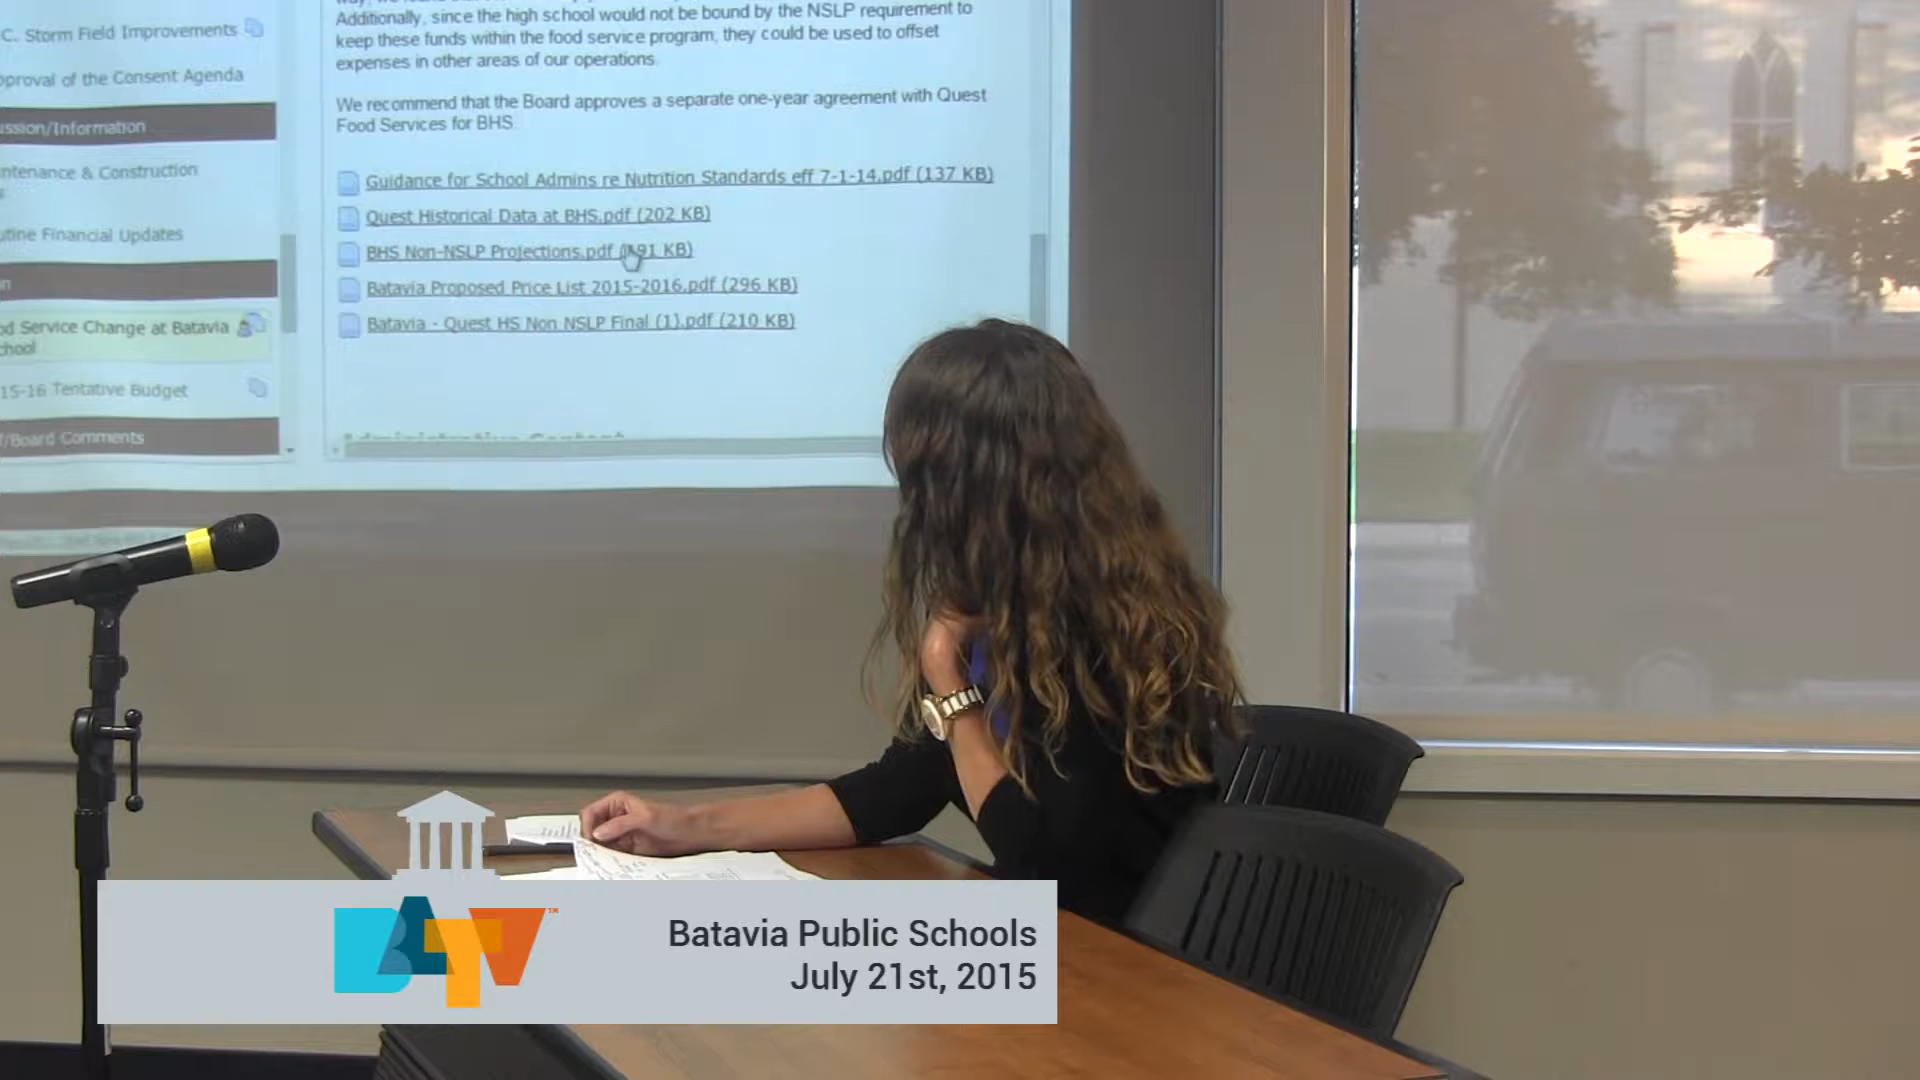 C. Storm Field Improvements
proval of the Consent Agenda
ussion/Information
ntenance & Construction
utine Financial Updates
od Service Change at Batavia
chool
15-16 Tentative Budget
f/Board Comments
Additionally, since the high school would not be bound by the NSLP requirement to
keep these funds within the food service program, they could be used to offset
expenses in other areas of our operations.
We recommend that the Board approves a separate one-year agreement with Quest
Food Services for BHS.
Guidance for School Admins re Nutrition Standards eff 7-1-14.pdf (137 KB)
Quest Historical Data at BHS.pdf (202 KB)
BHS Non-NSLP Projections.pdf (191 KB)
Batavia Proposed Price List 2015-2016.pdf (296 KB)
Batavia - Quest HS Non NSLP Final (1).pdf (210 KB)
BATV™
Batavia Public Schools
July 21st, 2015